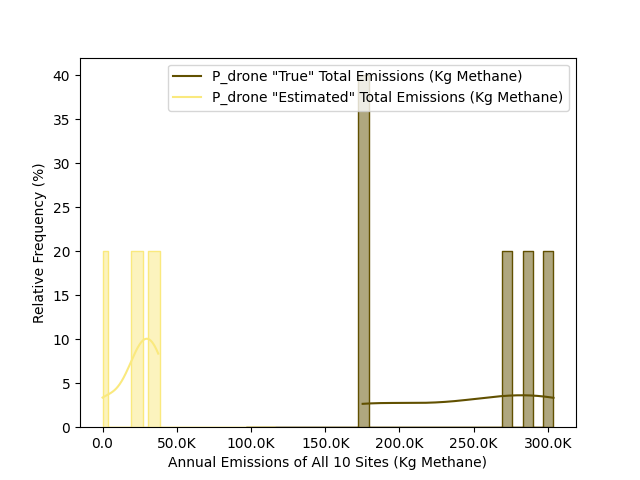 P_drone "True" Total Emissions (Kg Methane)
P_drone "Estimated" Total Emissions (Kg Methane)
40
35
30
25
20
15
10
5
0
Relative Frequency (%)
0.0 50.0K 100.0K 150.0K 200.0K 250.0K 300.0K
Annual Emissions of All 10 Sites (Kg Methane)